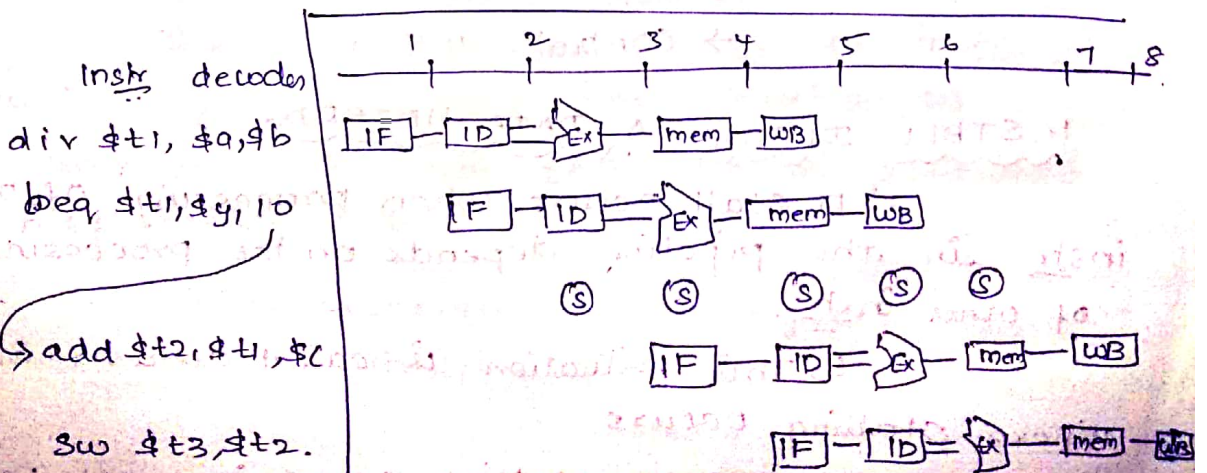 1 2 3 4 5 6 7 8
Instr decodes
div $t1, $a, $b IF ID Ex mem WB
beq $t1, $y, 10 IF ID Ex mem WB
S S S S S
add $t2, $t1, $c IF ID Ex mem WB
sw $t3, $t2. IF ID Ex mem WB